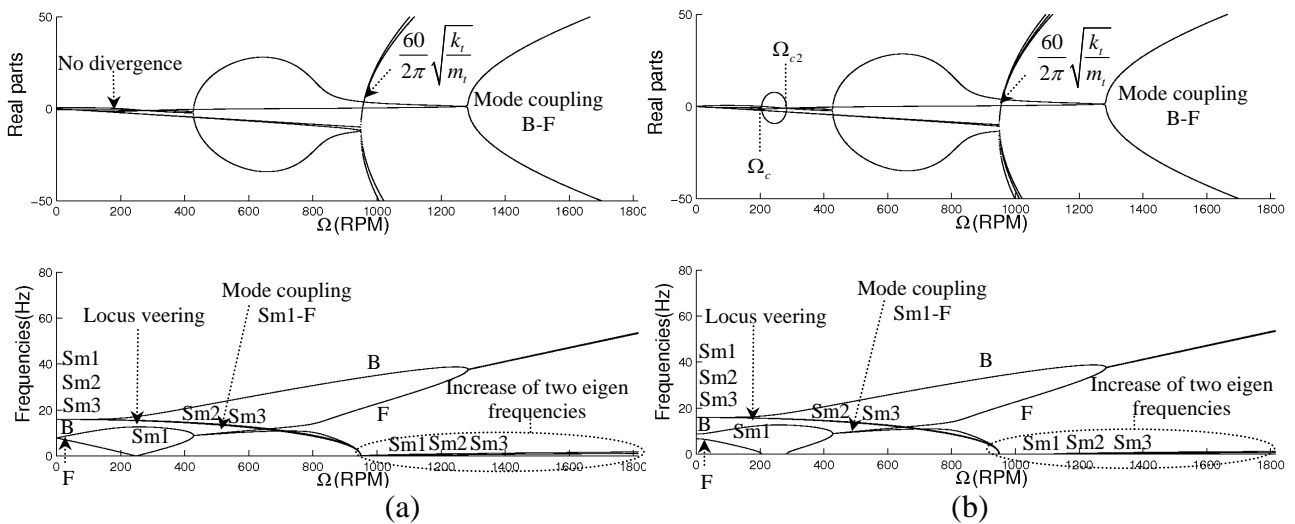 50
0
−50
Real parts
No divergence
60/2π √(k_t/m_t)
Mode coupling
B-F
0 200 400 600 800 1000 1200 1400 1600 1800
Ω(RPM)
80
60
40
20
0
Frequencies(Hz)
Locus veering
Mode coupling
Sm1-F
Sm1
Sm2
Sm3
B
F
Sm1
Sm2
Sm3
B
F
Increase of two eigen
frequencies
Sm1 Sm2 Sm3
0 200 400 600 800 1000 1200 1400 1600 1800
Ω(RPM)
(a)
50
0
−50
Real parts
Ω_c2
Ω_c
60/2π √(k_t/m_t)
Mode coupling
B-F
0 200 400 600 800 1000 1200 1400 1600 1800
Ω(RPM)
80
60
40
20
0
Frequencies(Hz)
Locus veering
Mode coupling
Sm1-F
Sm1
Sm2
Sm3
B
F
Sm1
Sm2
Sm3
B
F
Increase of two eigen
frequencies
Sm1 Sm2 Sm3
0 200 400 600 800 1000 1200 1400 1600 1800
Ω(RPM)
(b)